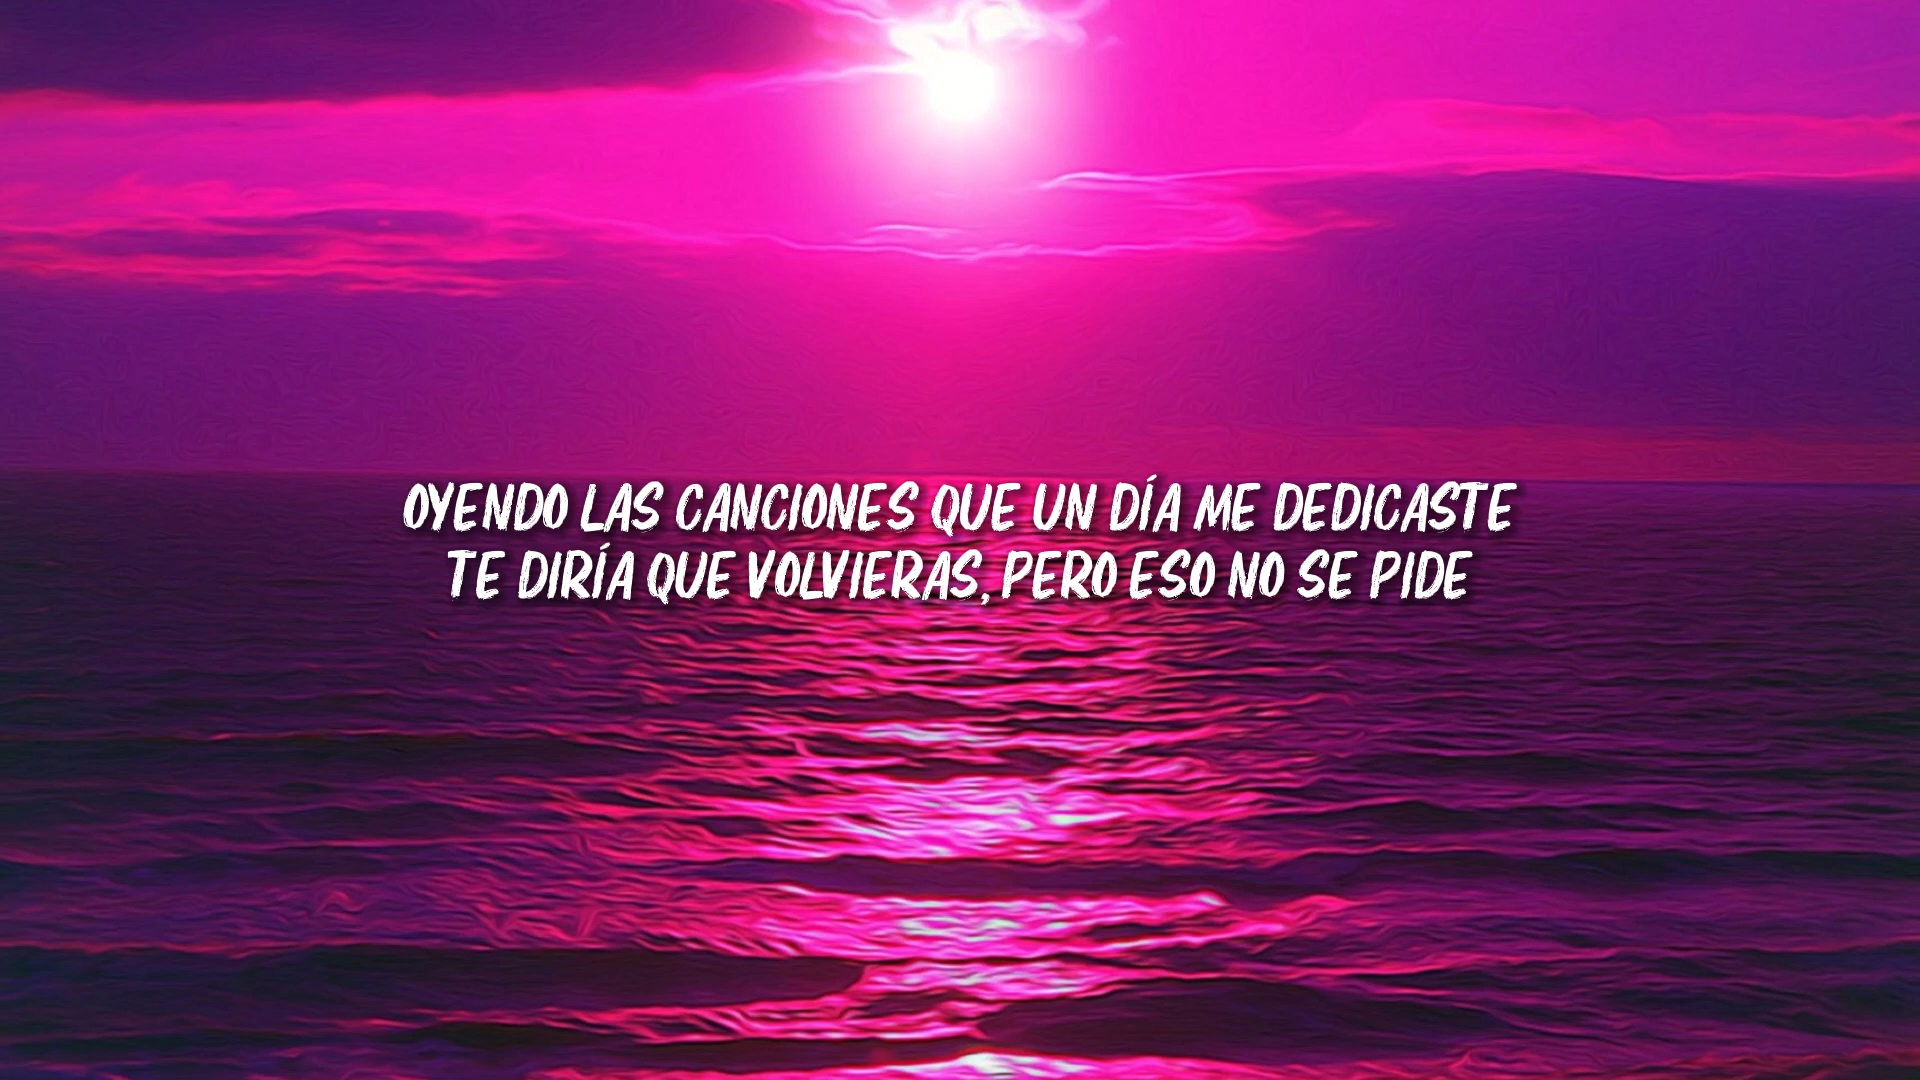 OYENDO LAS CANCIONES QUE UN DÍA ME DEDICASTE
TE DIRÍA QUE VOLVIERAS, PERO ESO NO SE PIDE